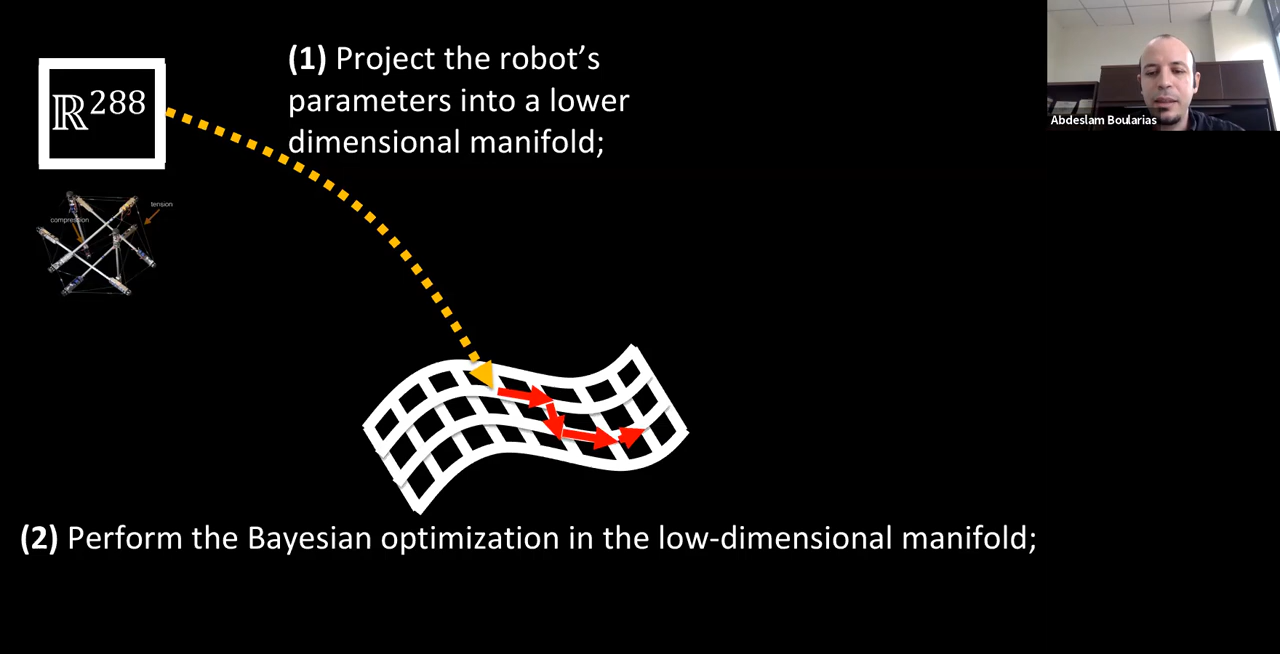 ℝ²⁸⁸
(1) Project the robot’s
parameters into a lower
dimensional manifold;
Abdeslam Boularias
tension
compression
(2) Perform the Bayesian optimization in the low-dimensional manifold;